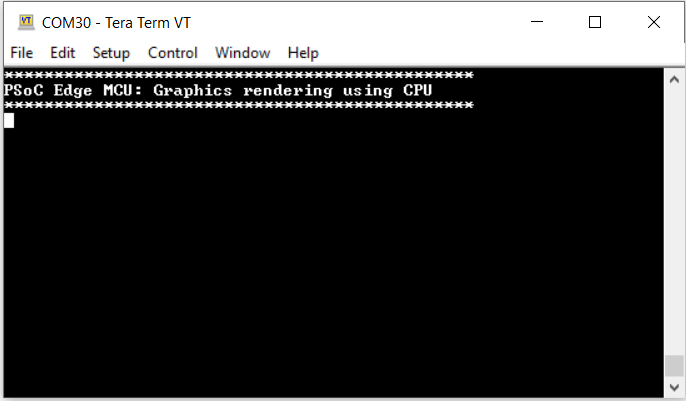 COM30 - Tera Term VT
File Edit Setup Control Window Help
***********************************************
PSoC Edge MCU: Graphics rendering using CPU
***********************************************